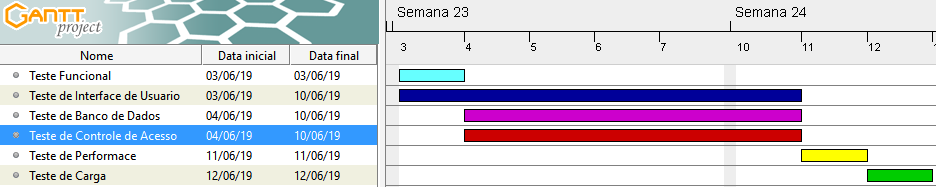 GANTT
project
Semana 23 Semana 24
3 4 5 6 7 10 11 12 13
Nome Data inicial Data final
Teste Funcional 03/06/19 03/06/19
Teste de Interface de Usuario 03/06/19 10/06/19
Teste de Banco de Dados 04/06/19 10/06/19
Teste de Controle de Acesso 04/06/19 10/06/19
Teste de Performace 11/06/19 11/06/19
Teste de Carga 12/06/19 12/06/19